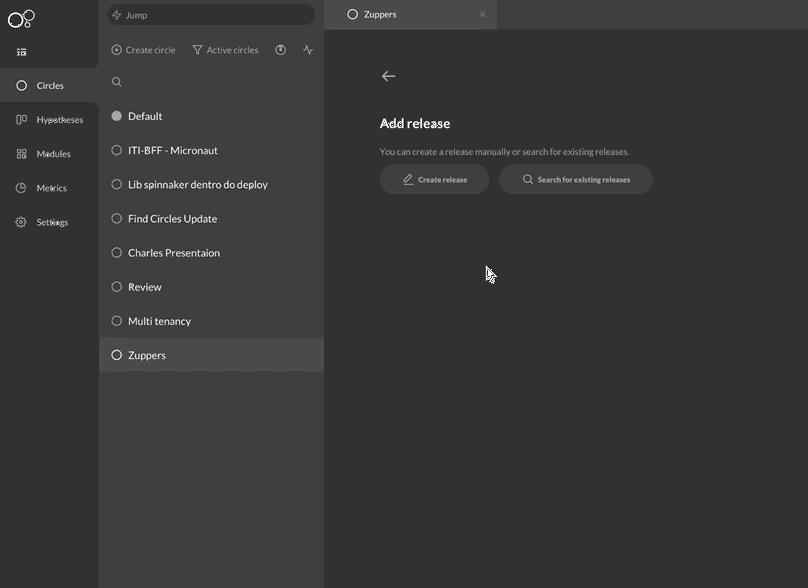 Jump
Zuppers
Create circle
Active circles
Circles
Hypotheses
Modules
Metrics
Settings
Default
ITI-BFF - Micronaut
Lib spinnaker dentro do deploy
Find Circles Update
Charles Presentaion
Review
Multi tenancy
Zuppers
Add release
You can create a release manually or search for existing releases.
Create release
Search for existing releases